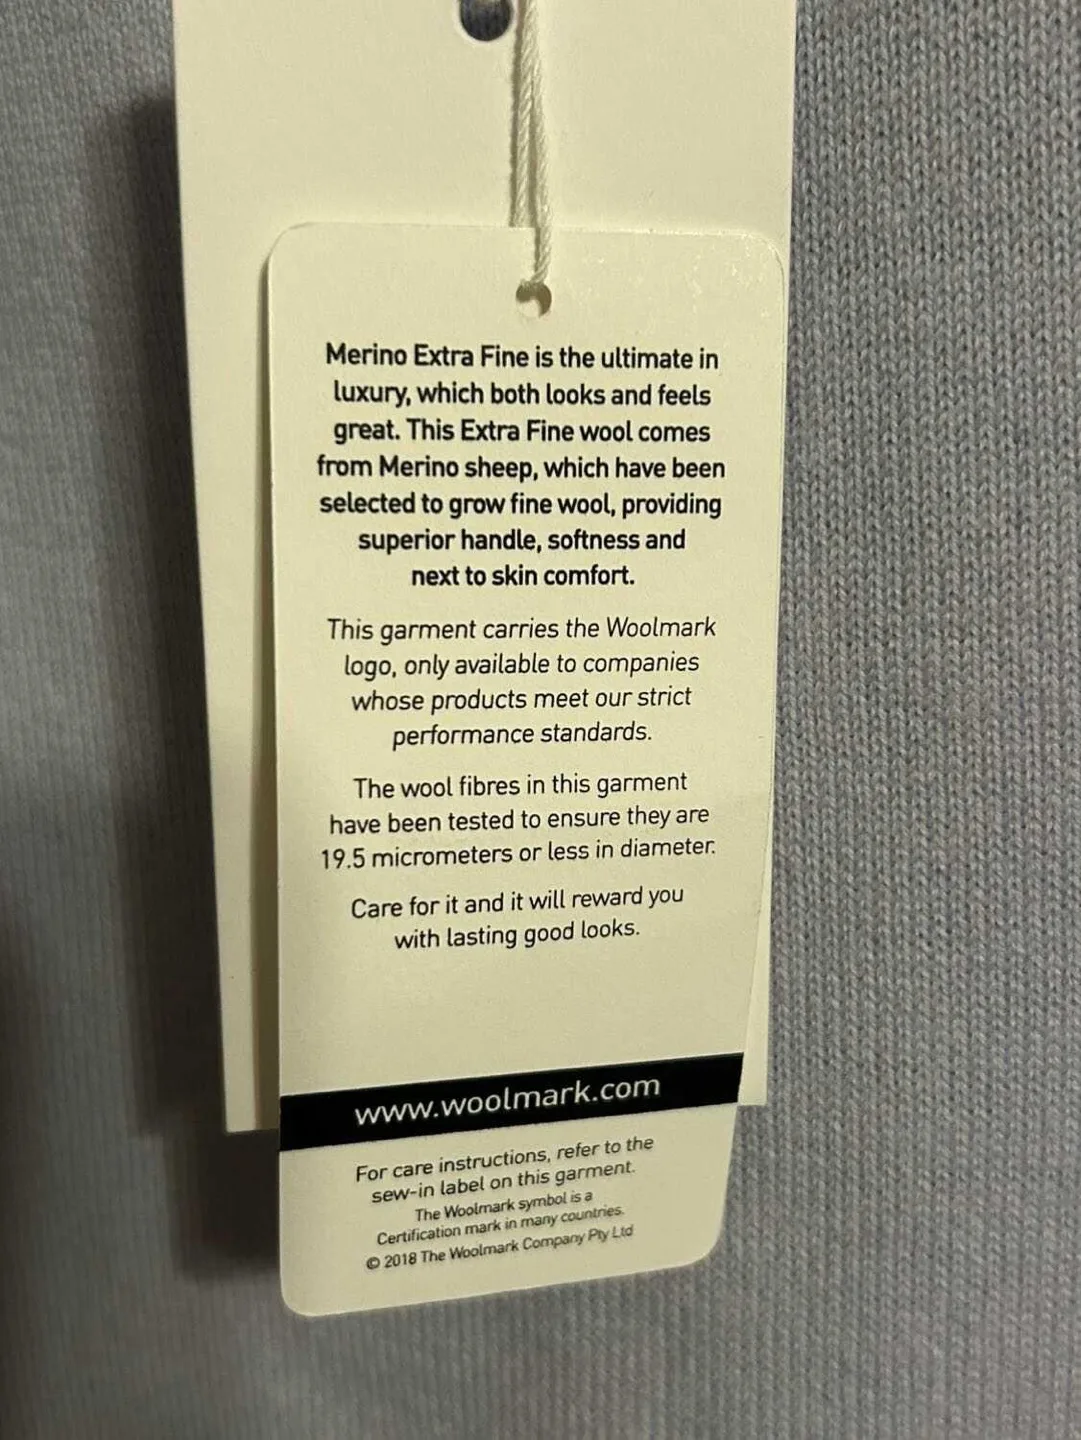 Merino Extra Fine is the ultimate in
luxury, which both looks and feels
great. This Extra Fine wool comes
from Merino sheep, which have been
selected to grow fine wool, providing
superior handle, softness and
next to skin comfort.
This garment carries the Woolmark
logo, only available to companies
whose products meet our strict
performance standards.
The wool fibres in this garment
have been tested to ensure they are
19.5 micrometers or less in diameter.
Care for it and it will reward you
with lasting good looks.
www.woolmark.com
For care instructions, refer to the
sew-in label on this garment.
The Woolmark symbol is a
Certification mark in many countries.
© 2018 The Woolmark Company Pty Ltd